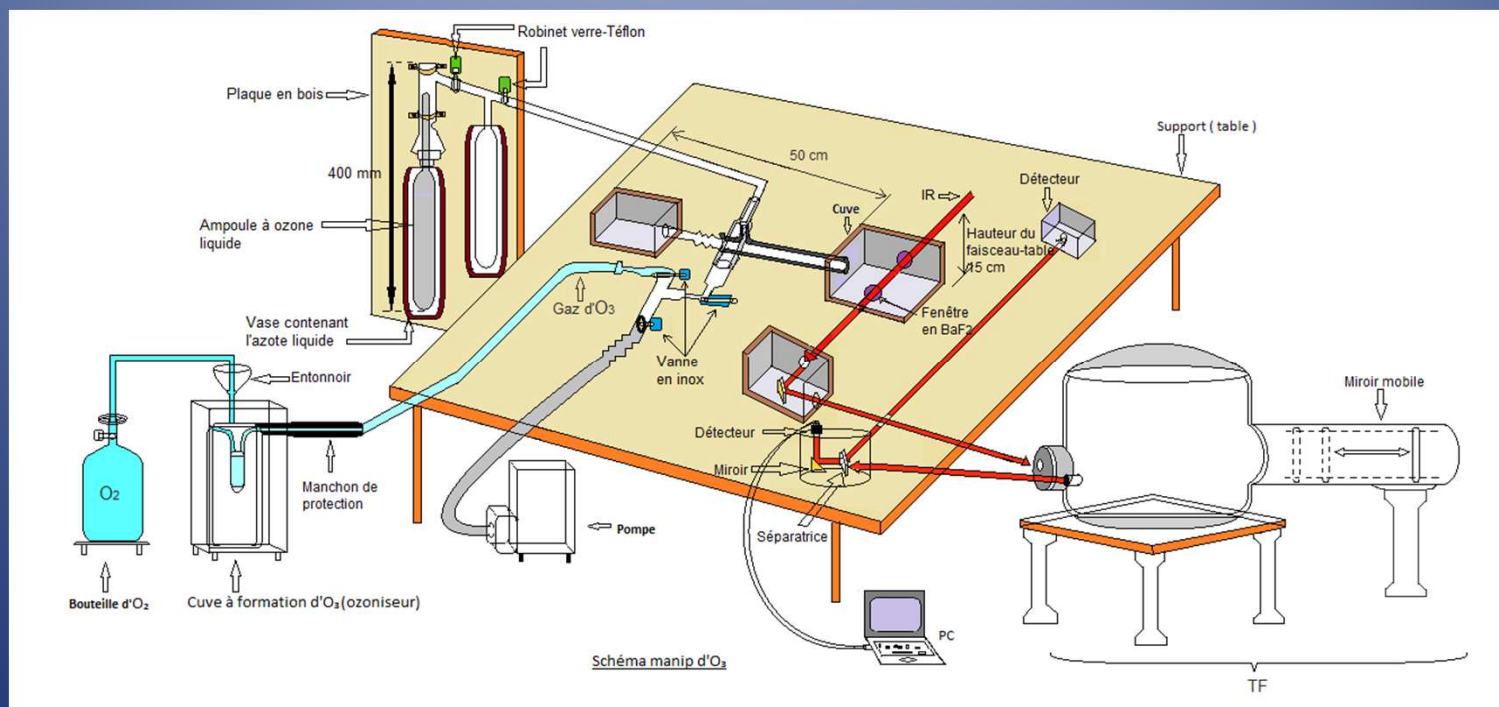 Robinet verre-Téflon
Plaque en bois
Support ( table )
50 cm
400 mm
IR
Détecteur
Cuve
Ampoule à ozone
liquide
Hauteur du
faisceau-table
15 cm
Gaz d'O₃
Fenêtre
en BaF2
Vase contenant
l'azote liquide
Vanne
en inox
Entonnoir
Miroir mobile
Détecteur
Miroir
O₂
Manchon de
protection
Pompe
Séparatrice
Bouteille d'O₂
Cuve à formation d'O₃(ozoniseur)
PC
Schéma manip d'O₃
TF